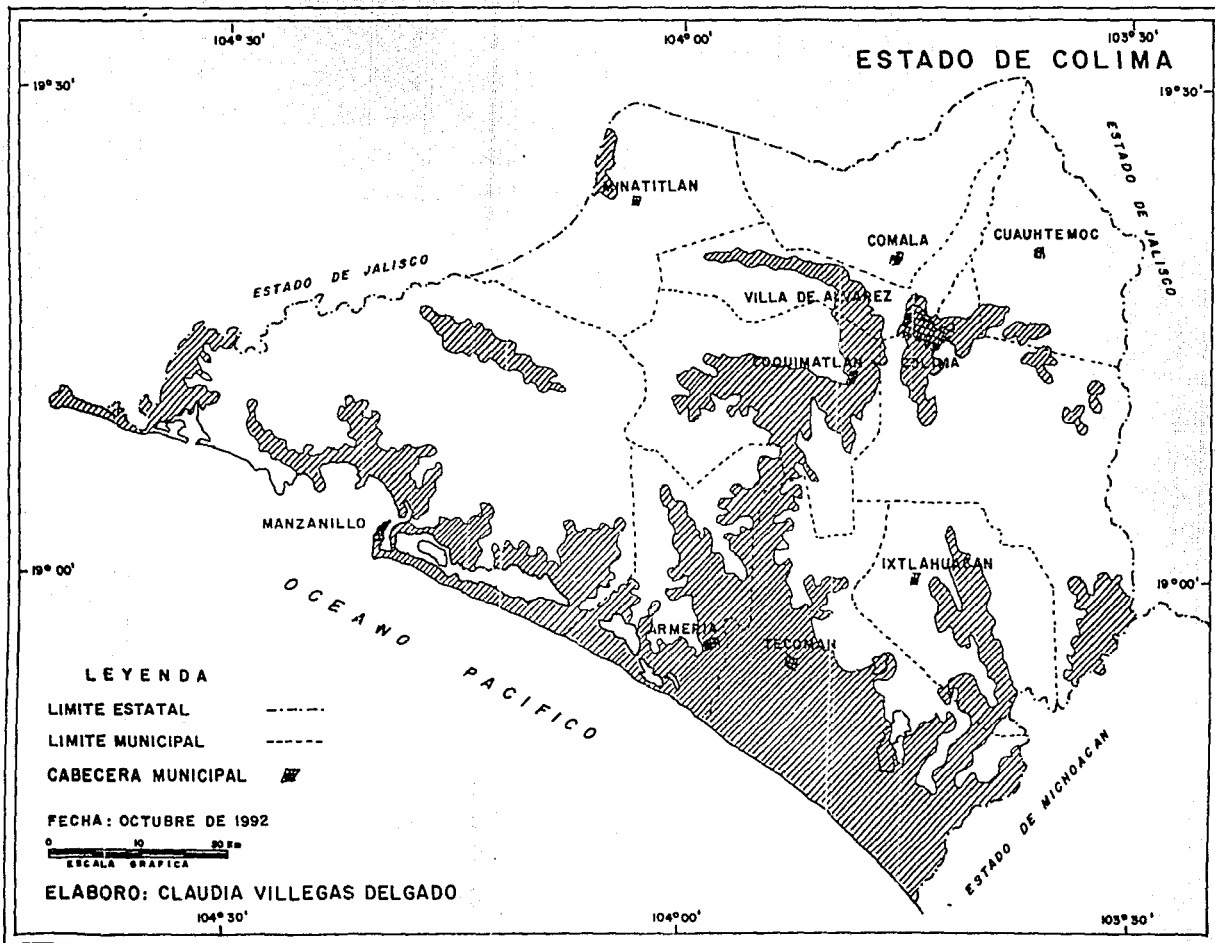 104° 30'
104° 00'
103° 30'
ESTADO DE COLIMA
19° 30'
19° 30'
ESTADO DE JALISCO
MINATITLAN
COMALA
CUAUHTEMOC
ESTADO DE JALISCO
VILLA DE ALVAREZ
COQUIMATLAN
COLIMA
MANZANILLO
IXTLAHUACAN
19° 00'
19° 00'
OCEANO PACIFICO
ARMERIA
TECOMAN
LEYENDA
LIMITE ESTATAL
LIMITE MUNICIPAL
CABECERA MUNICIPAL
ESTADO DE MICHOACAN
FECHA: OCTUBRE DE 1992
0 10 20 Km
ESCALA GRAFICA
ELABORO: CLAUDIA VILLEGAS DELGADO
104° 30'
104° 00'
103° 30'